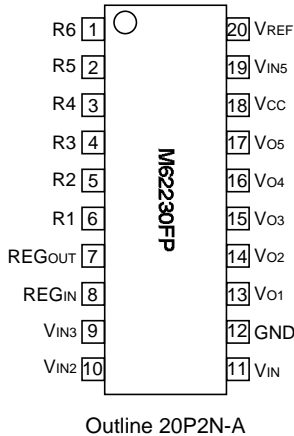 R6 1 20 VREF
R5 2 19 VIN5
R4 3 18 VCC
R3 4 17 VO5
R2 5 16 VO4
R1 6 15 VO3
REGOUT 7 14 VO2
REGIN 8 13 VO1
VIN3 9 12 GND
VIN2 10 11 VIN
M62230FP
Outline 20P2N-A